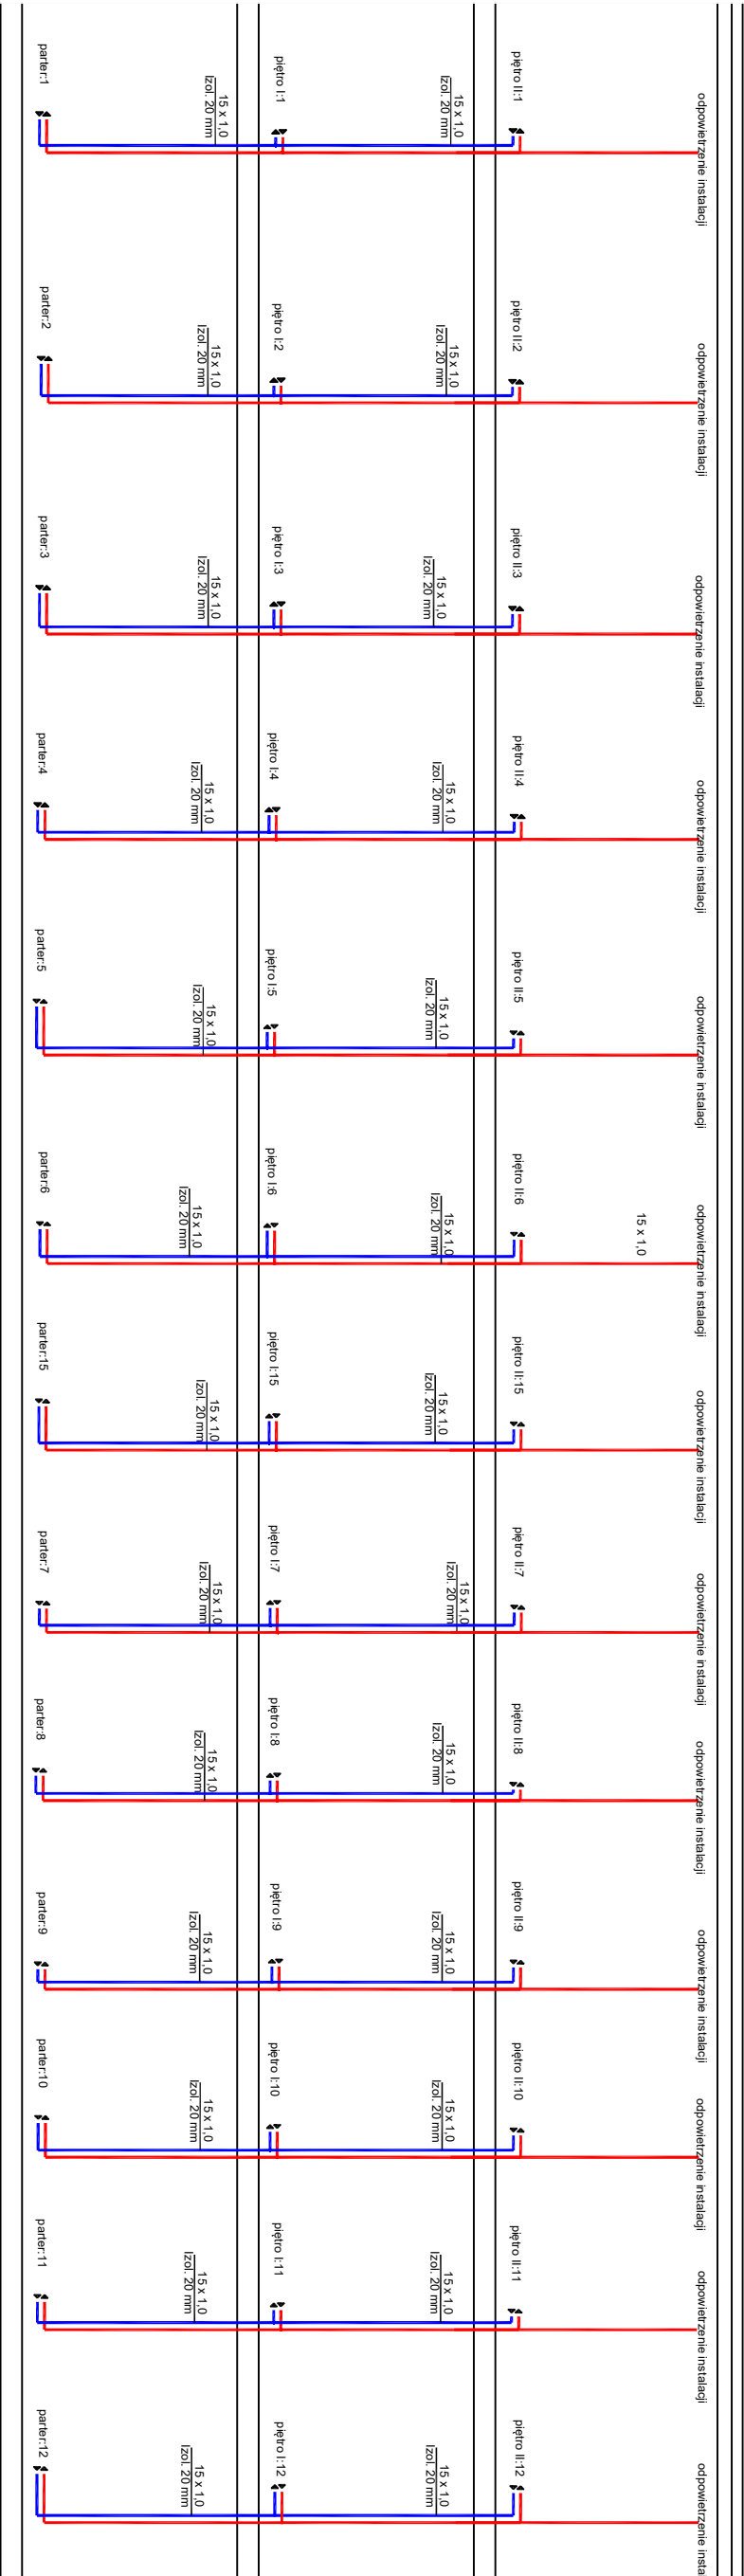 parter:1
15 x 1,0
Izol. 20 mm
piętro I:1
15 x 1,0
Izol. 20 mm
piętro II:1
odpowietrzenie instalacji
parter:2
15 x 1,0
Izol. 20 mm
piętro I:2
15 x 1,0
Izol. 20 mm
piętro II:2
odpowietrzenie instalacji
parter:3
15 x 1,0
Izol. 20 mm
piętro I:3
15 x 1,0
Izol. 20 mm
piętro II:3
odpowietrzenie instalacji
parter:4
15 x 1,0
Izol. 20 mm
piętro I:4
15 x 1,0
Izol. 20 mm
piętro II:4
odpowietrzenie instalacji
parter:5
15 x 1,0
Izol. 20 mm
piętro I:5
15 x 1,0
Izol. 20 mm
piętro II:5
odpowietrzenie instalacji
parter:6
15 x 1,0
Izol. 20 mm
piętro I:6
15 x 1,0
Izol. 20 mm
piętro II:6
15 x 1,0
odpowietrzenie instalacji
parter:15
15 x 1,0
Izol. 20 mm
piętro I:15
15 x 1,0
Izol. 20 mm
piętro II:15
odpowietrzenie instalacji
parter:7
15 x 1,0
Izol. 20 mm
piętro I:7
15 x 1,0
Izol. 20 mm
piętro II:7
odpowietrzenie instalacji
parter:8
15 x 1,0
Izol. 20 mm
piętro I:8
15 x 1,0
Izol. 20 mm
piętro II:8
odpowietrzenie instalacji
parter:9
15 x 1,0
Izol. 20 mm
piętro I:9
15 x 1,0
Izol. 20 mm
piętro II:9
odpowietrzenie instalacji
parter:10
15 x 1,0
Izol. 20 mm
piętro I:10
15 x 1,0
Izol. 20 mm
piętro II:10
odpowietrzenie instalacji
parter:11
15 x 1,0
Izol. 20 mm
piętro I:11
15 x 1,0
Izol. 20 mm
piętro II:11
odpowietrzenie instalacji
parter:12
15 x 1,0
Izol. 20 mm
piętro I:12
15 x 1,0
Izol. 20 mm
piętro II:12
odpowietrzenie insta